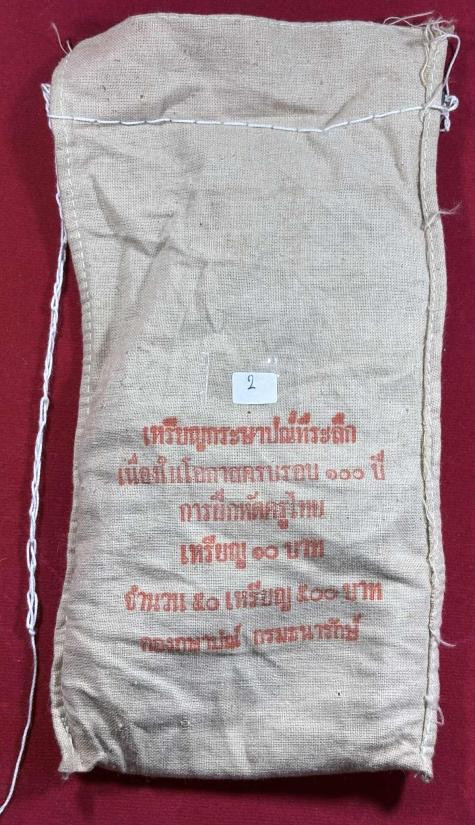 2
เหรียญกระษาปณ์ที่ระลึก
เนื่องในโอกาสครบรอบ ๑๐๐ ปี
การฝึกหัดครูไทย
เหรียญ ๑๐ บาท
จำนวน ๕๐ เหรียญ ๕๐๐ บาท
กองกษาปณ์ กรมธนารักษ์